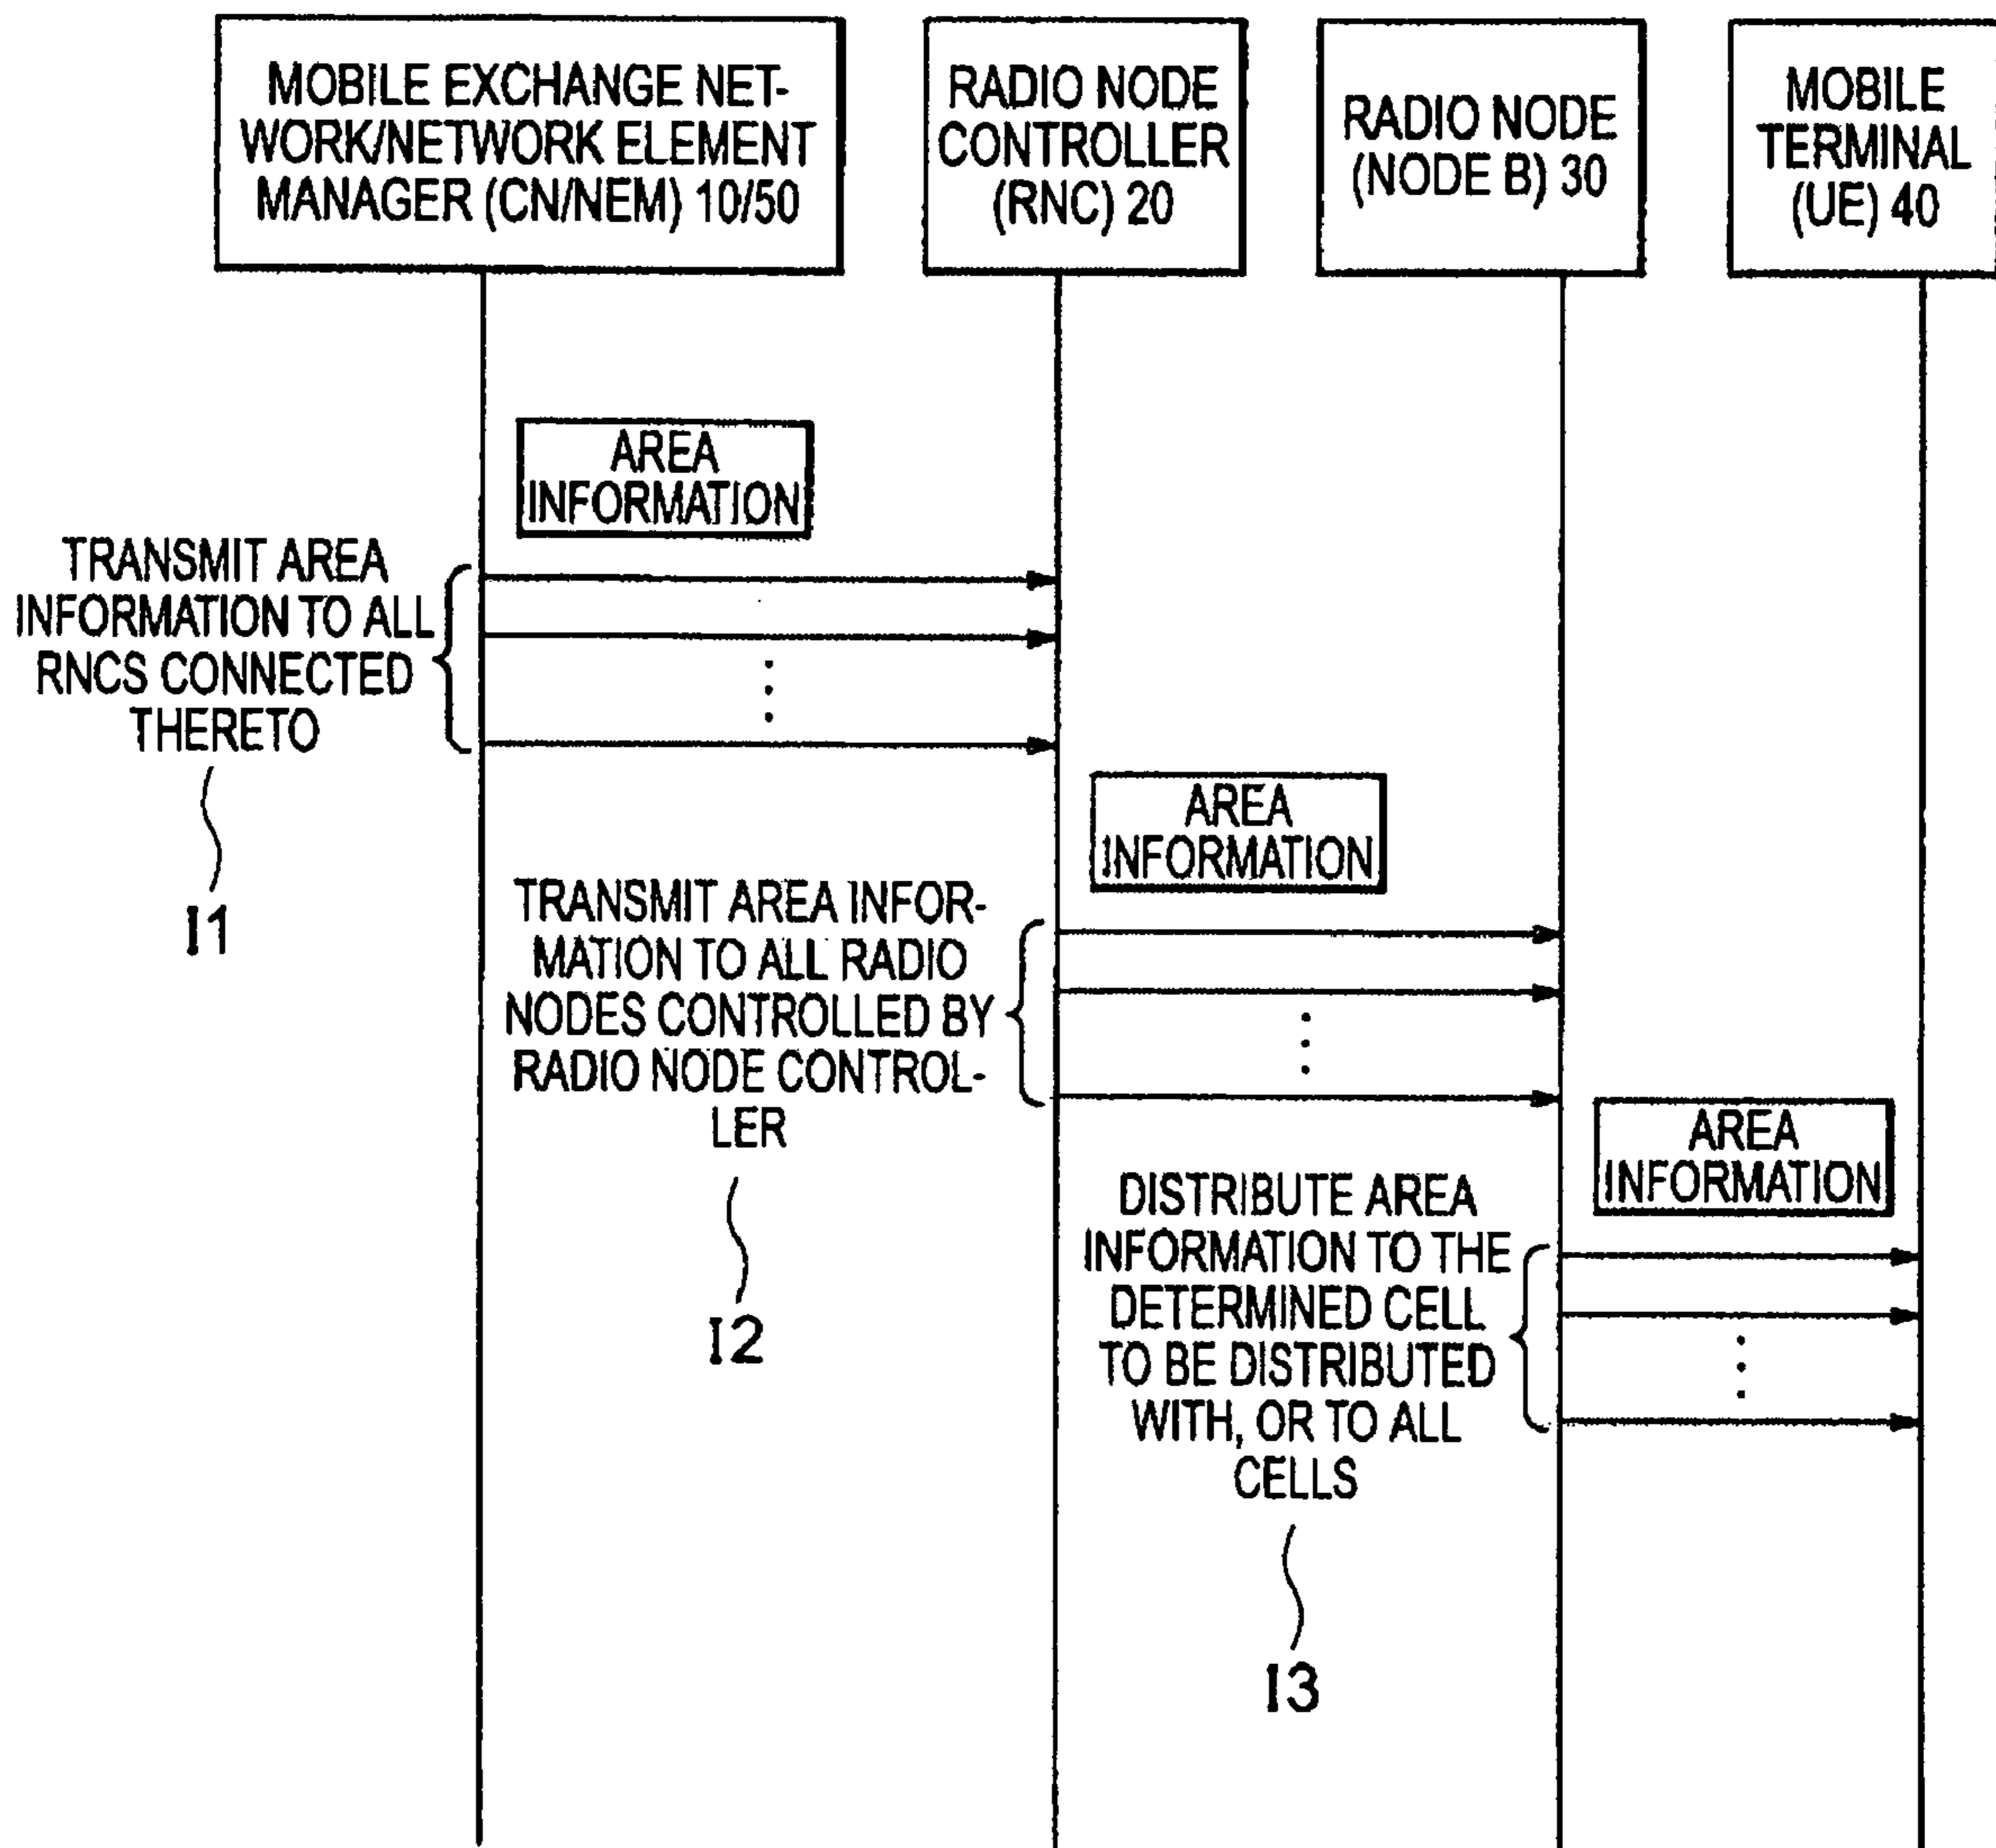 MOBILE EXCHANGE NET-
WORK/NETWORK ELEMENT
MANAGER (CN/NEM) 10/50
RADIO NODE
CONTROLLER
(RNC) 20
RADIO NODE
(NODE B) 30
MOBILE
TERMINAL
(UE) 40
AREA
INFORMATION
TRANSMIT AREA
INFORMATION TO ALL
RNCS CONNECTED
THERETO
I1
AREA
INFORMATION
TRANSMIT AREA INFOR-
MATION TO ALL RADIO
NODES CONTROLLED BY
RADIO NODE CONTROL-
LER
I2
AREA
INFORMATION
DISTRIBUTE AREA
INFORMATION TO THE
DETERMINED CELL
TO BE DISTRIBUTED
WITH, OR TO ALL
CELLS
I3